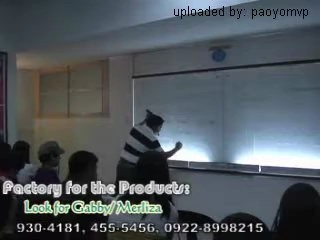 uploaded by: paoyomvp
Factory for the Products:
Look for Gabby/Merliza
930-4181, 455-5456, 0922-8998215